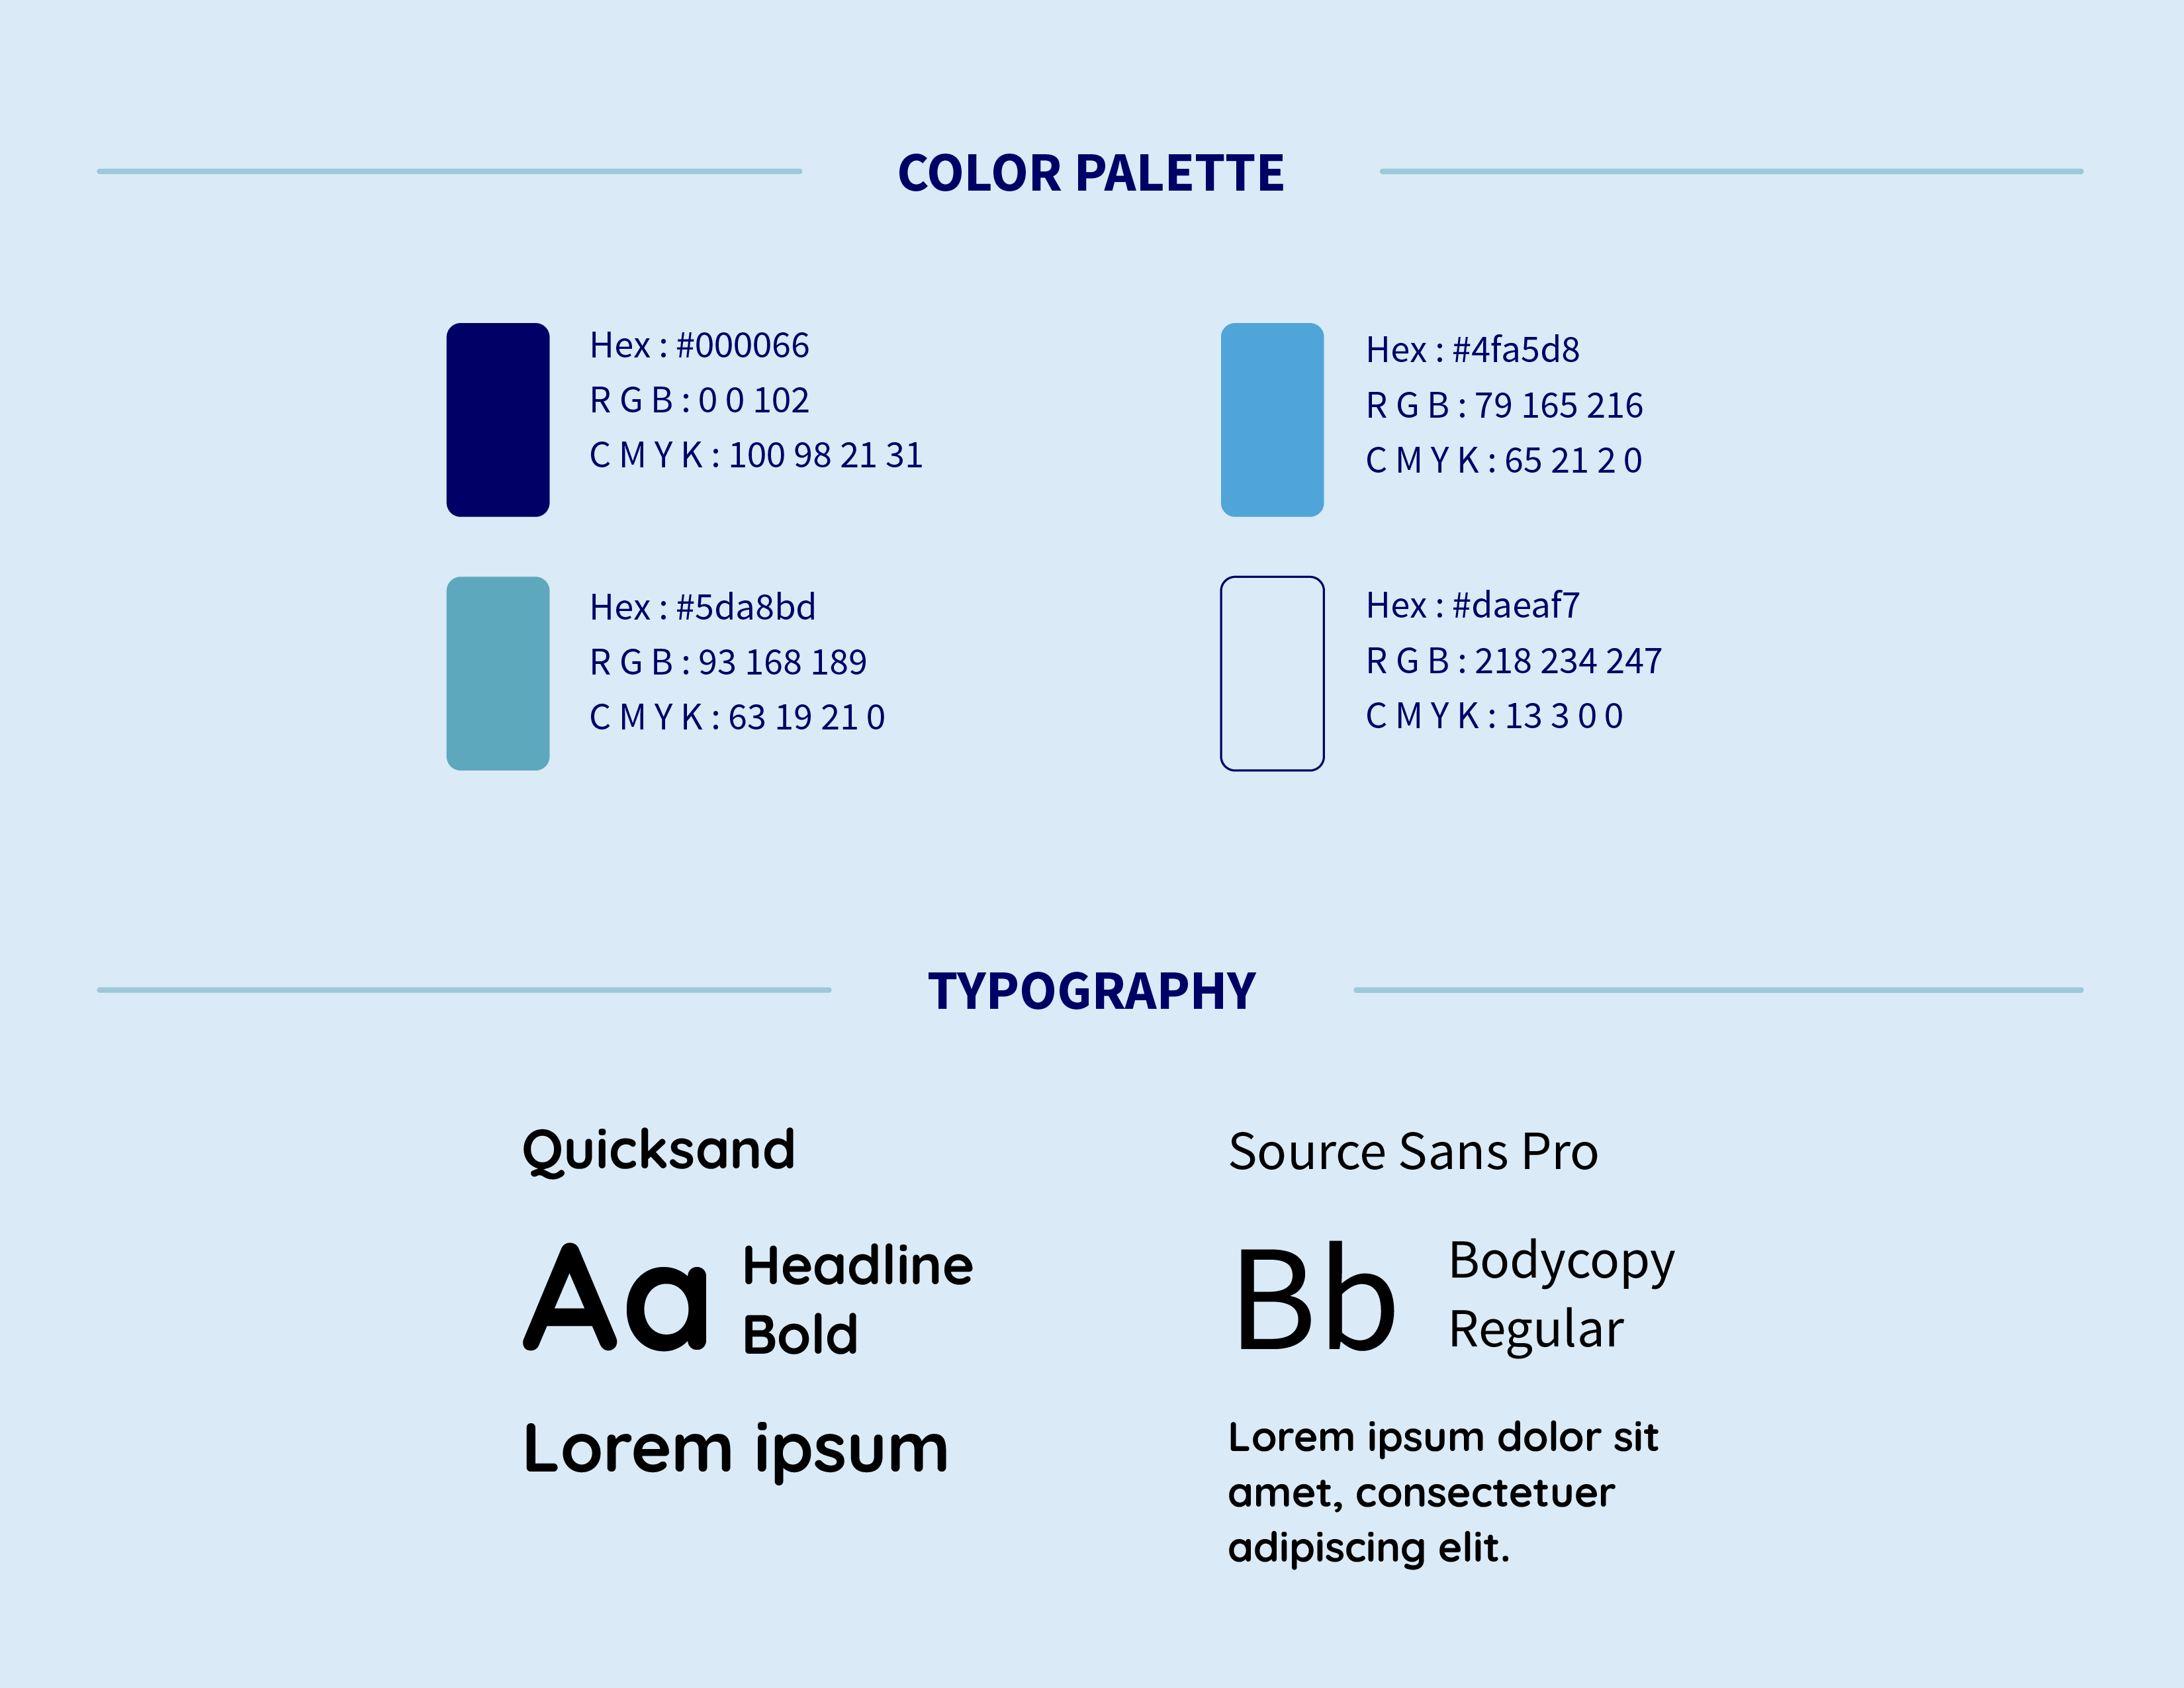 COLOR PALETTE
Hex : #000066
R G B : 0 0 102
C M Y K : 100 98 21 31
Hex : #4fa5d8
R G B : 79 165 216
C M Y K : 65 21 2 0
Hex : #5da8bd
R G B : 93 168 189
C M Y K : 63 19 21 0
Hex : #daeaf7
R G B : 218 234 247
C M Y K : 13 3 0 0
TYPOGRAPHY
Quicksand
Aa
Headline
Bold
Lorem ipsum
Source Sans Pro
Bb
Bodycopy
Regular
Lorem ipsum dolor sit
amet, consectetuer
adipiscing elit.